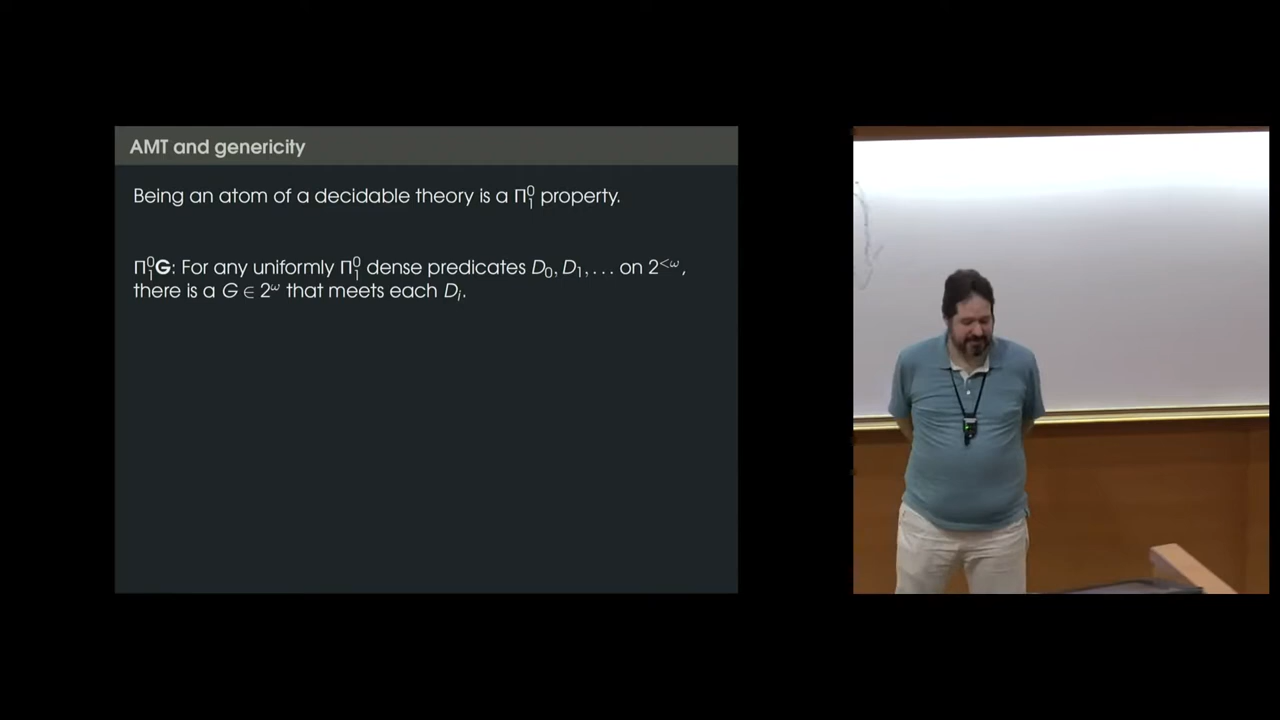 AMT and genericity
Being an atom of a decidable theory is a Π⁰₁ property.
Π⁰₁G: For any uniformly Π⁰₁ dense predicates D₀, D₁, … on 2^{<ω},
there is a G ∈ 2^ω that meets each Dᵢ.